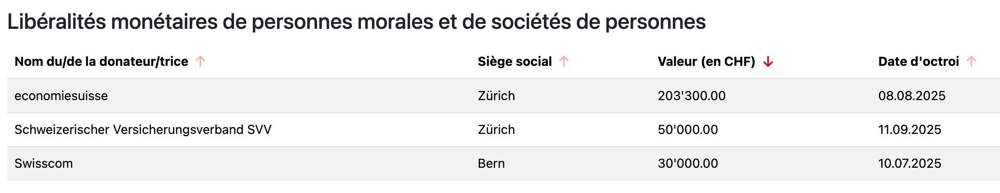 Libéralités monétaires de personnes morales et de sociétés de personnes
Nom du/de la donateur/trice ↑ Siège social ↑ Valeur (en CHF) ↓ Date d'octroi ↑
economiesuisse Zürich 203'300.00 08.08.2025
Schweizerischer Versicherungsverband SVV Zürich 50'000.00 11.09.2025
Swisscom Bern 30'000.00 10.07.2025